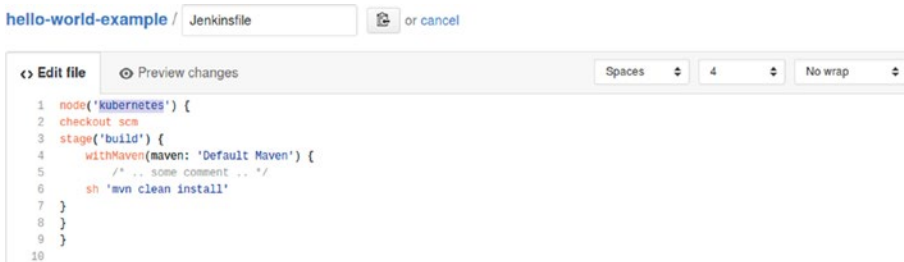 hello-world-example / Jenkinsfile or cancel
<> Edit file Preview changes Spaces 4 No wrap
1 node('kubernetes') {
2 checkout scm
3 stage('build') {
4 withMaven(maven: 'Default Maven') {
5 /* .. some comment .. */
6 sh 'mvn clean install'
7 }
8 }
9 }
10